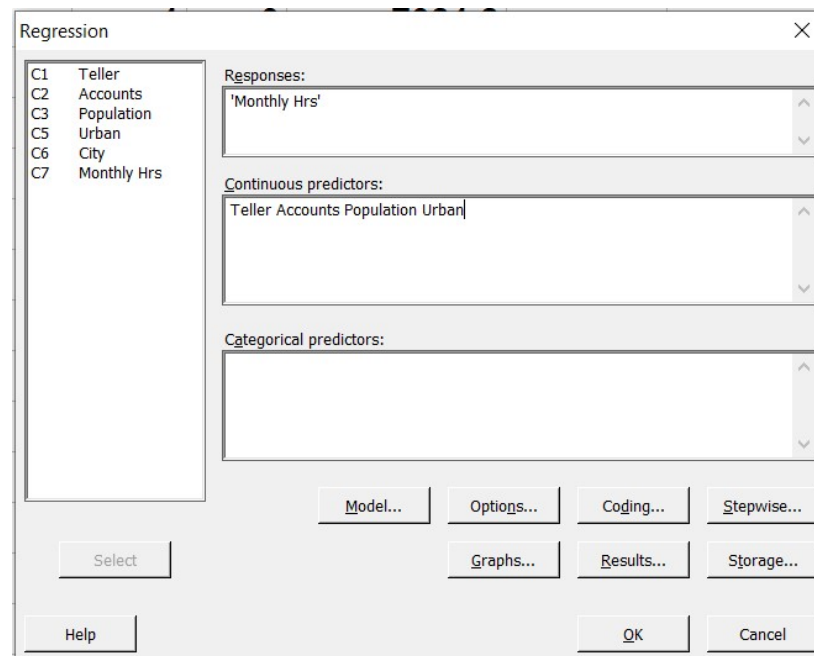 Regression
C1 Teller
C2 Accounts
C3 Population
C5 Urban
C6 City
C7 Monthly Hrs
Responses:
'Monthly Hrs'
Continuous predictors:
Teller Accounts Population Urban
Categorical predictors:
Model... Options... Coding... Stepwise...
Select Graphs... Results... Storage...
Help OK Cancel